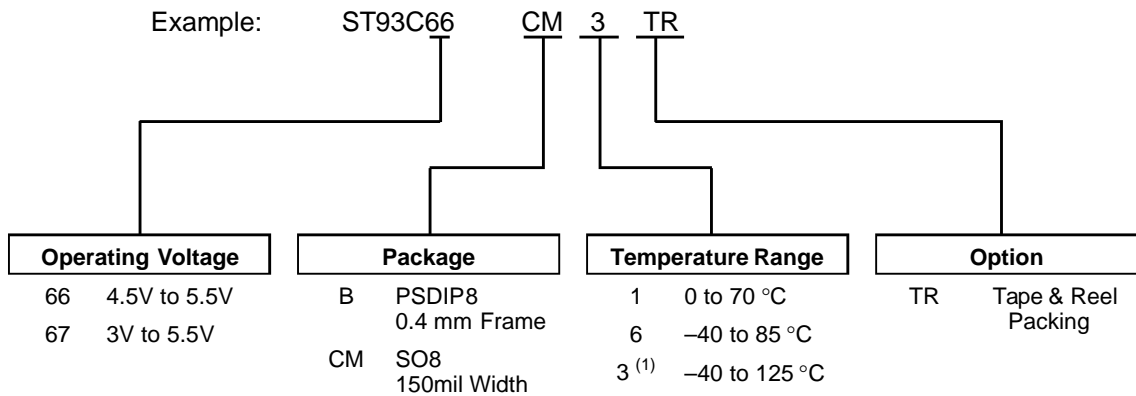 Example: ST93C66 CM 3 TR
Operating Voltage
66 4.5V to 5.5V
67 3V to 5.5V
Package
B PSDIP8
0.4 mm Frame
CM SO8
150mil Width
Temperature Range
1 0 to 70 °C
6 –40 to 85 °C
3 (1) –40 to 125 °C
Option
TR Tape & Reel
Packing